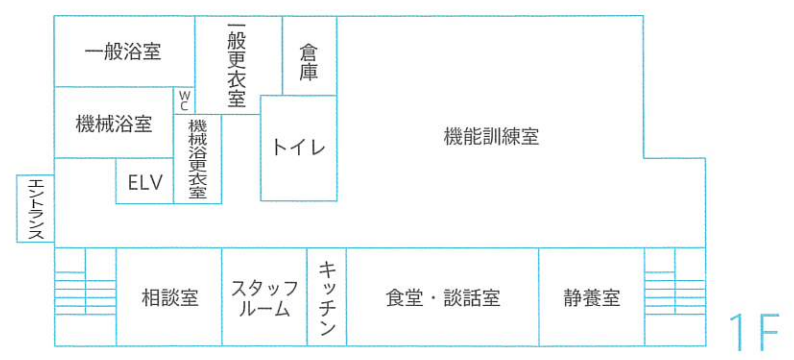 一般浴室
一般更衣室
倉庫
WC
機械浴室
機械浴更衣室
トイレ
機能訓練室
ELV
エントランス
相談室
スタッフ
ルーム
キッチン
食堂・談話室
静養室
1F